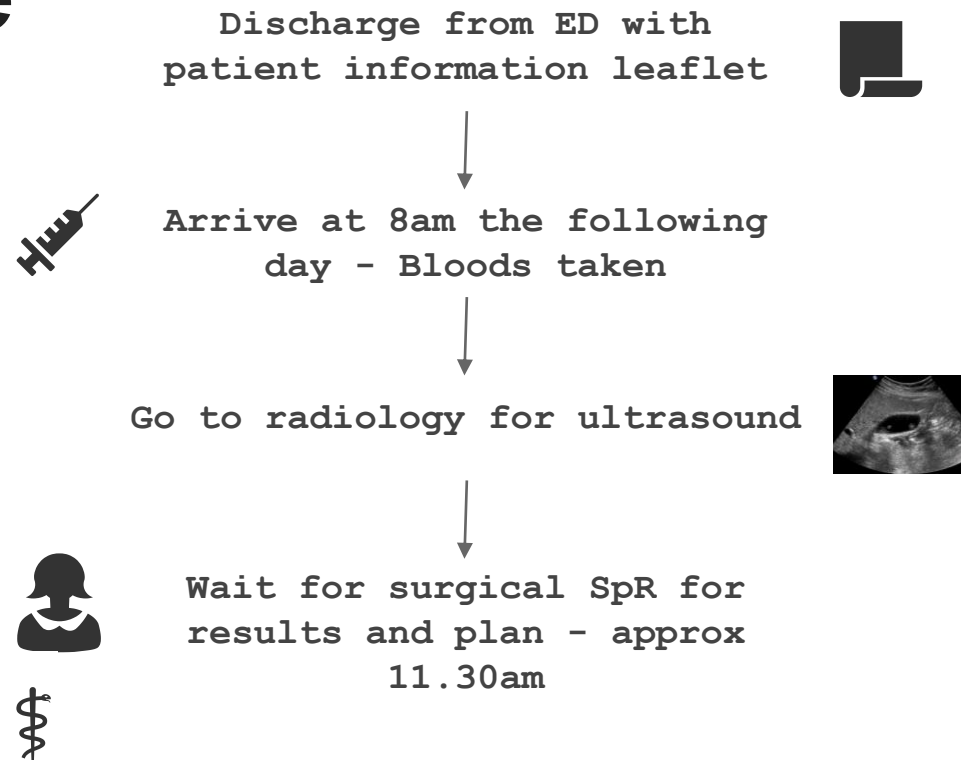 Discharge from ED with
patient information leaflet
Arrive at 8am the following
day - Bloods taken
Go to radiology for ultrasound
Wait for surgical SpR for
results and plan - approx
11.30am